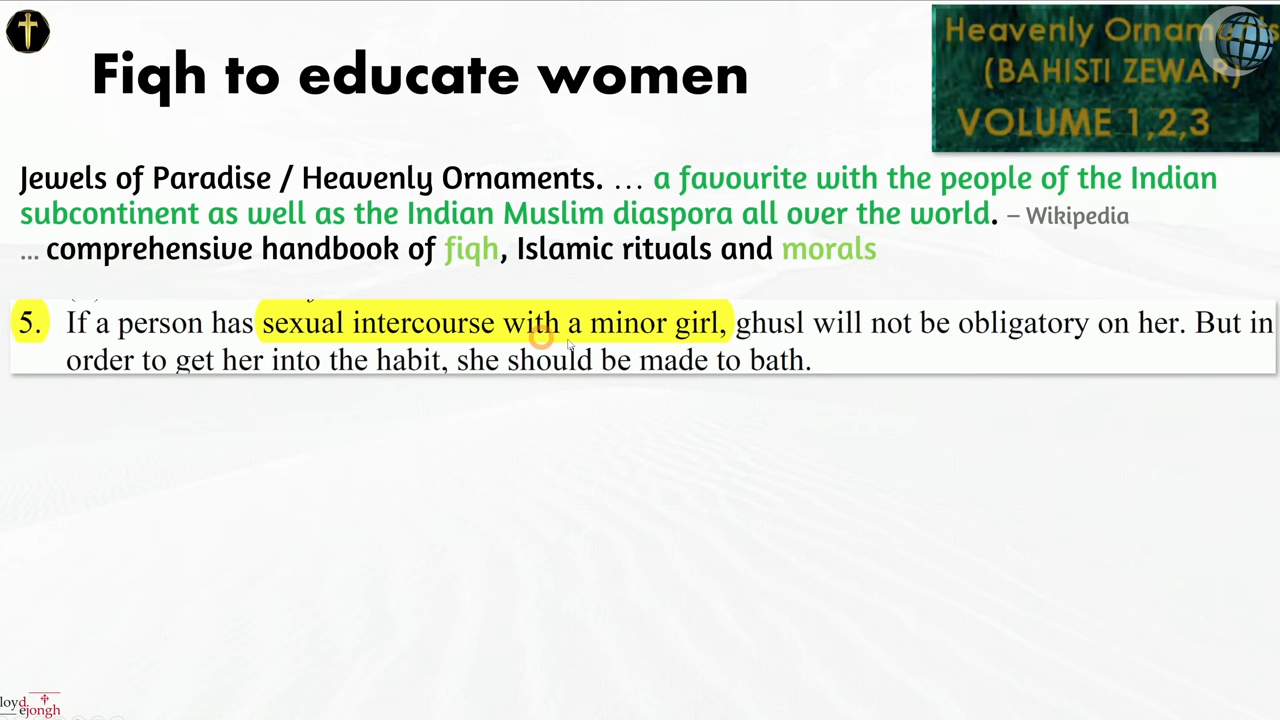 Fiqh to educate women
Heavenly Ornaments
(BAHISTI ZEWAR)
VOLUME 1,2,3
Jewels of Paradise / Heavenly Ornaments. … a favourite with the people of the Indian
subcontinent as well as the Indian Muslim diaspora all over the world. – Wikipedia
... comprehensive handbook of fiqh, Islamic rituals and morals
5. If a person has sexual intercourse with a minor girl, ghusl will not be obligatory on her. But in
order to get her into the habit, she should be made to bath.
loyd
ejongh